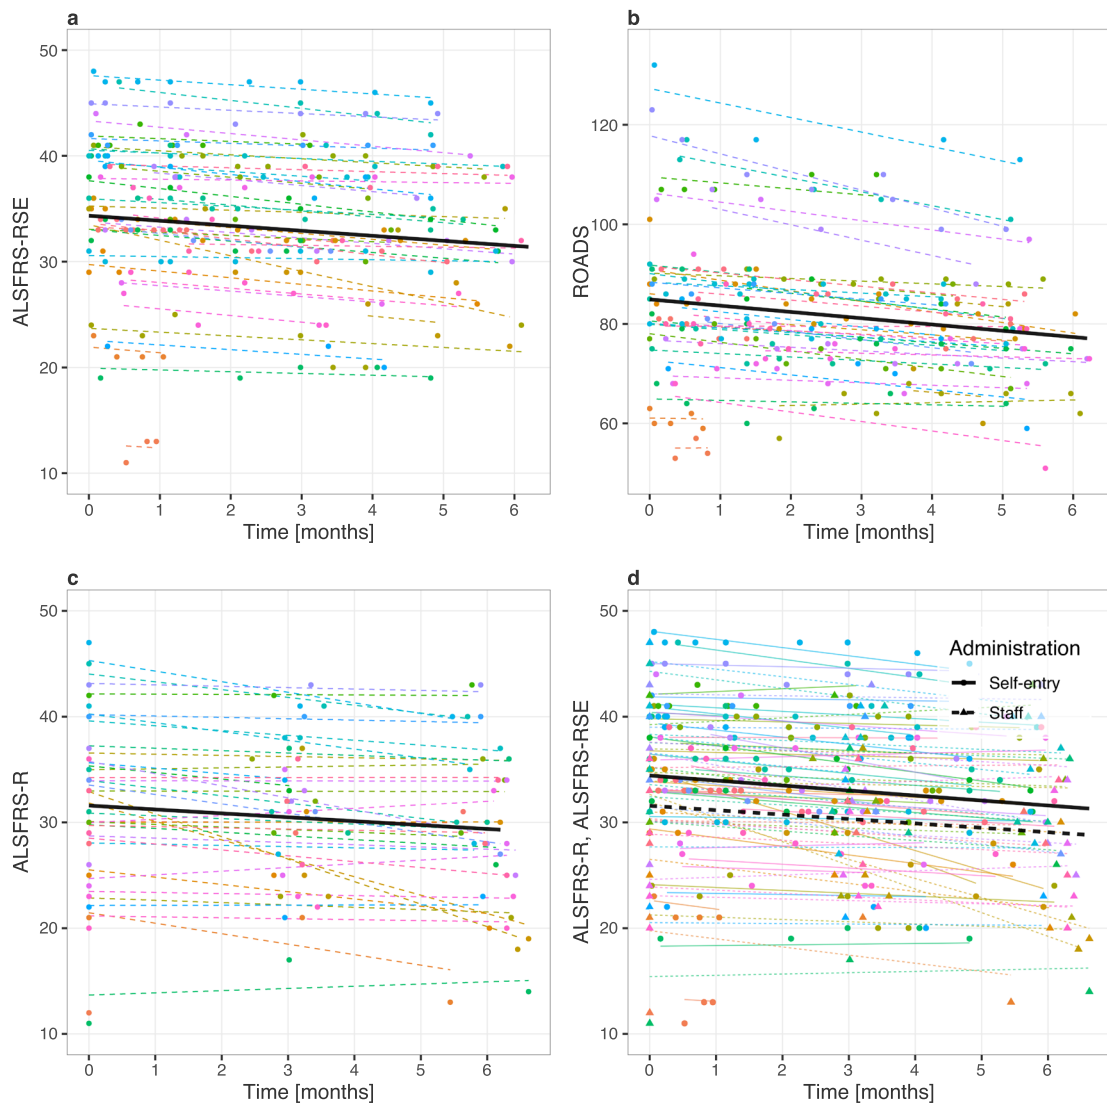 a
50
40
30
20
10
ALSFRS-RSE
0 1 2 3 4 5 6
Time [months]
b
120
100
80
60
ROADS
0 1 2 3 4 5 6
Time [months]
c
50
40
30
20
10
ALSFRS-R
0 1 2 3 4 5 6
Time [months]
d
50
40
30
20
10
ALSFRS-R, ALSFRS-RSE
Administration
Self-entry
Staff
0 1 2 3 4 5 6
Time [months]